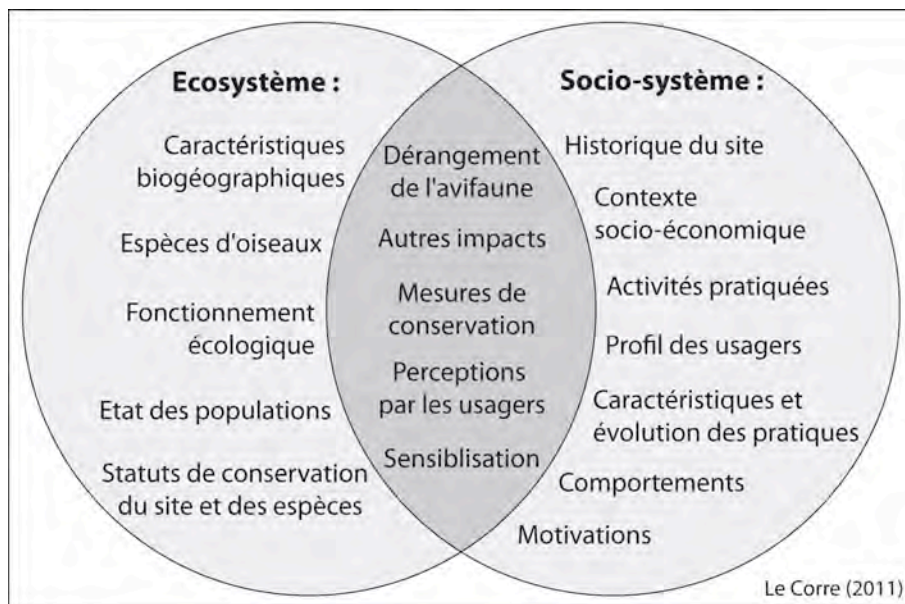 Ecosystème :
Caractéristiques
biogéographiques
Espèces d'oiseaux
Fonctionnement
écologique
Etat des populations
Statuts de conservation
du site et des espèces
Dérangement
de l'avifaune
Autres impacts
Mesures de
conservation
Perceptions
par les usagers
Sensiblisation
Socio-système :
Historique du site
Contexte
socio-économique
Activités pratiquées
Profil des usagers
Caractéristiques et
évolution des pratiques
Comportements
Motivations
Le Corre (2011)